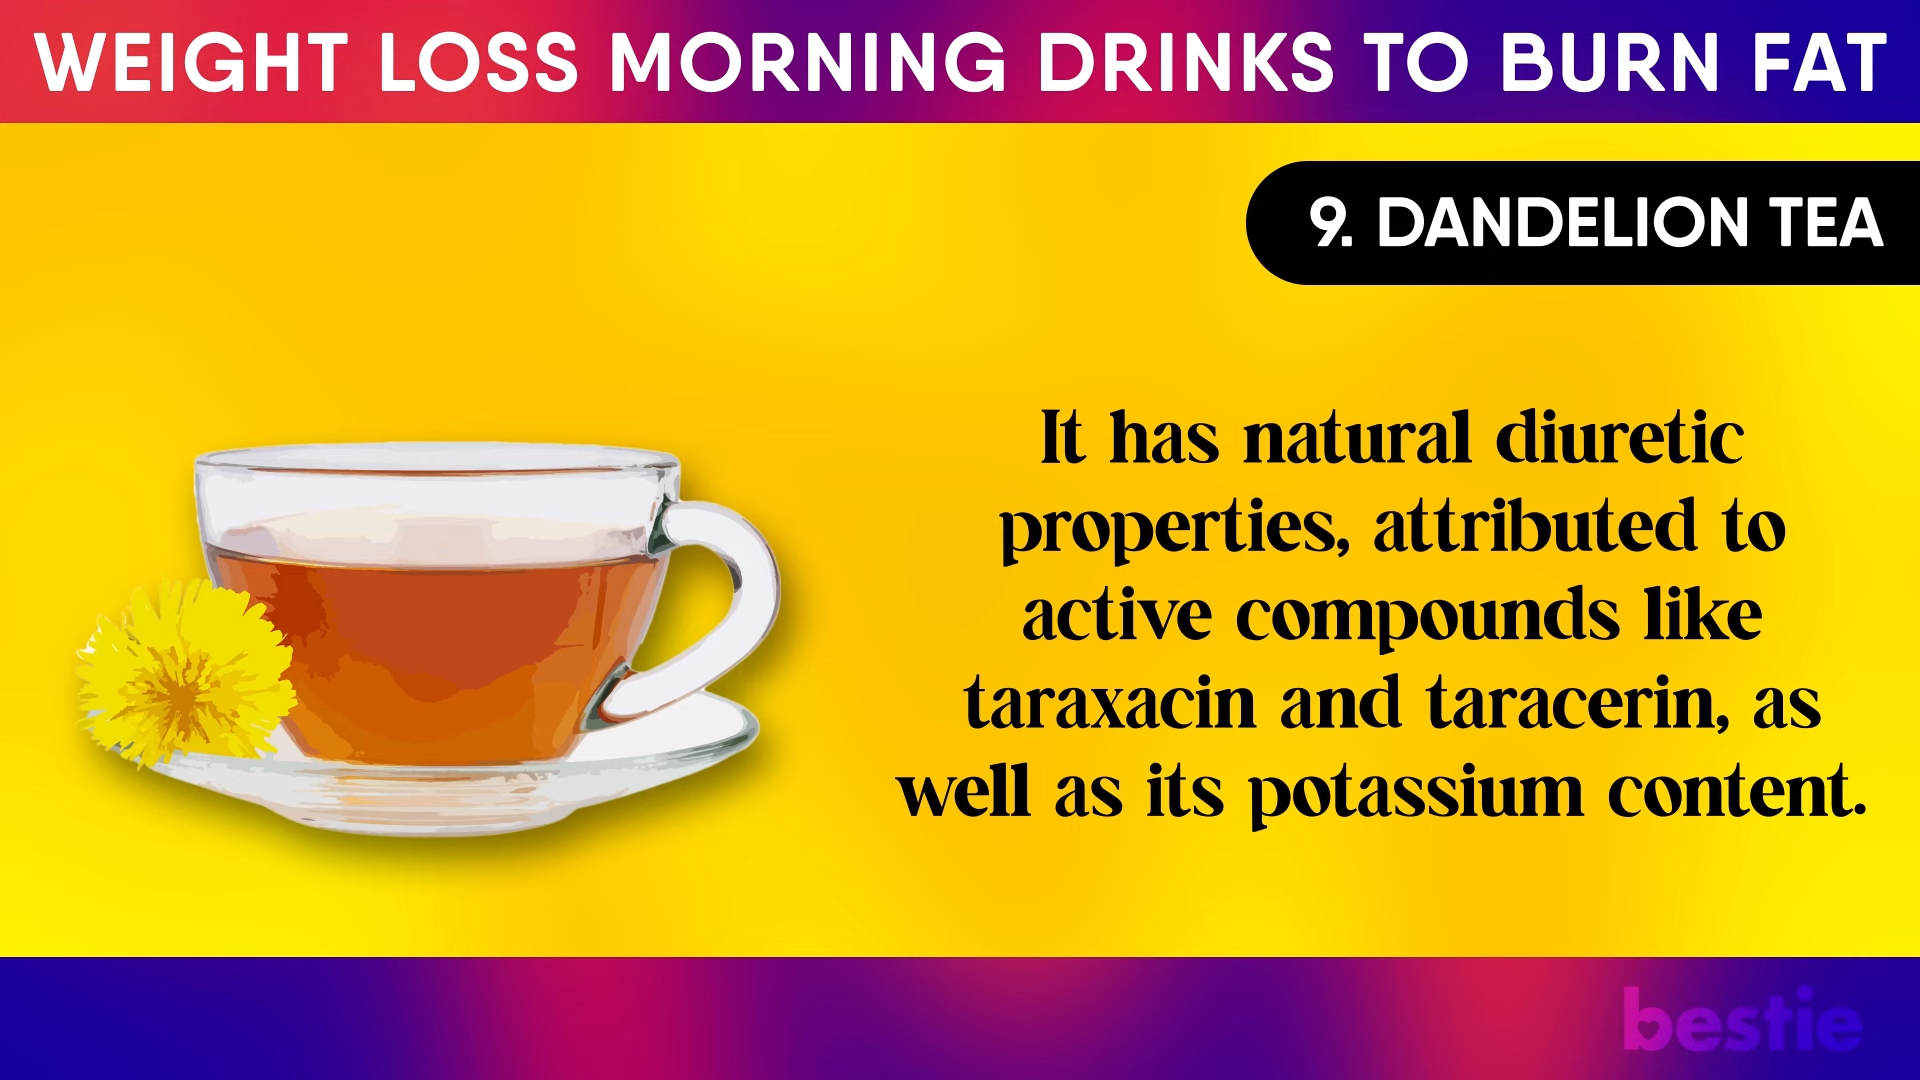 WEIGHT LOSS MORNING DRINKS TO BURN FAT
9. DANDELION TEA
It has natural diuretic
properties, attributed to
active compounds like
taraxacin and taracerin, as
well as its potassium content.
bestie